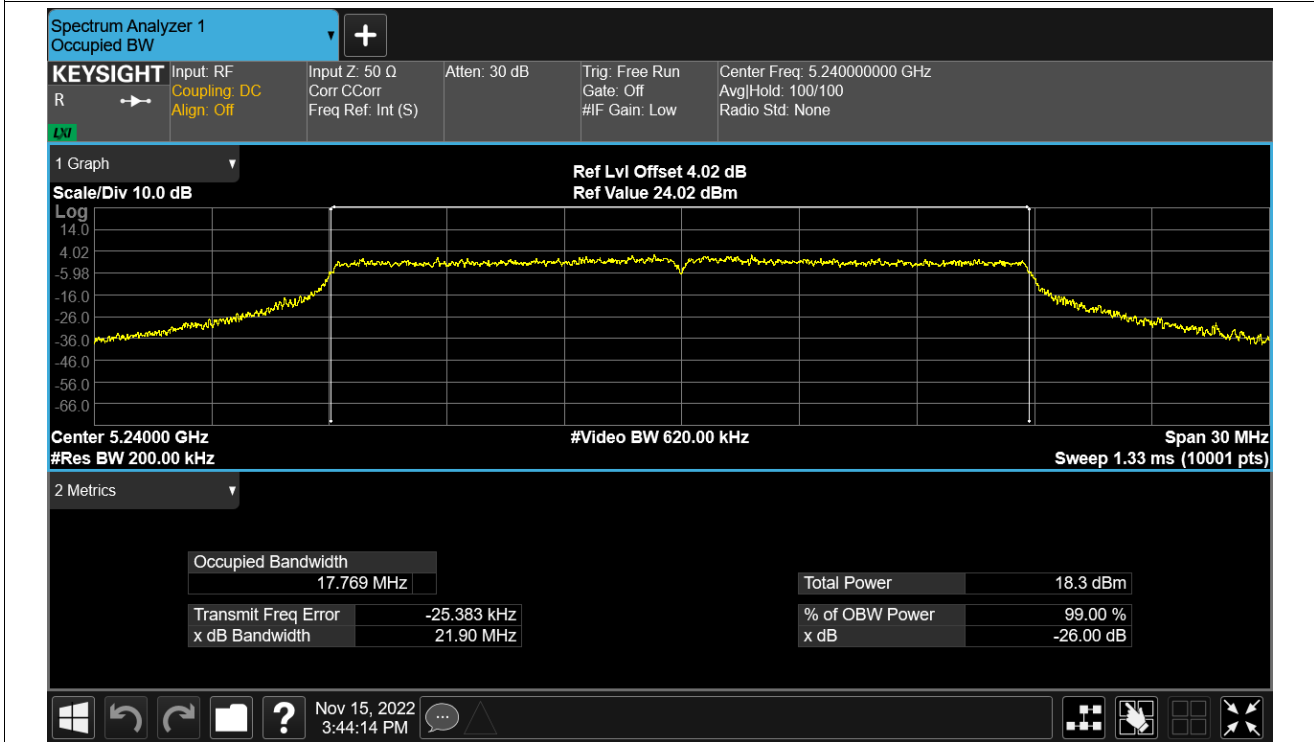 Spectrum Analyzer 1
Occupied BW
+
KEYSIGHT
R
LXI
Input: RF
Coupling: DC
Align: Off
Input Z: 50 Ω
Corr CCorr
Freq Ref: Int (S)
Atten: 30 dB
Trig: Free Run
Gate: Off
#IF Gain: Low
Center Freq: 5.240000000 GHz
Avg|Hold: 100/100
Radio Std: None
1 Graph
Scale/Div 10.0 dB
Ref Lvl Offset 4.02 dB
Ref Value 24.02 dBm
Log
14.0
4.02
-5.98
-16.0
-26.0
-36.0
-46.0
-56.0
-66.0
Center 5.24000 GHz
#Video BW 620.00 kHz
Span 30 MHz
#Res BW 200.00 kHz
Sweep 1.33 ms (10001 pts)
2 Metrics
Occupied Bandwidth
17.769 MHz
Total Power 18.3 dBm
Transmit Freq Error -25.383 kHz
% of OBW Power 99.00 %
x dB Bandwidth 21.90 MHz
x dB -26.00 dB
?
Nov 15, 2022
3:44:14 PM